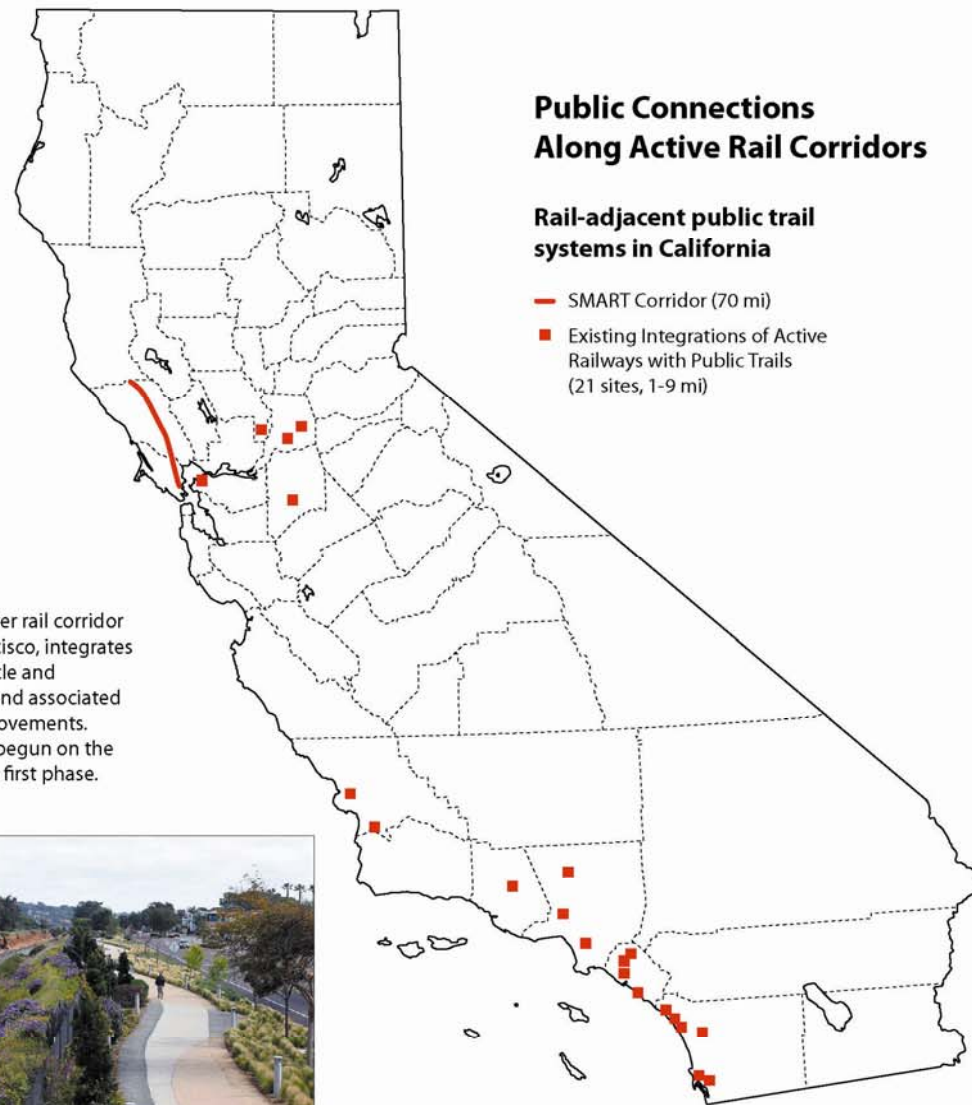 Public Connections
Along Active Rail Corridors
Rail-adjacent public trail
systems in California
SMART Corridor (70 mi)
Existing Integrations of Active
Railways with Public Trails
(21 sites, 1-9 mi)
er rail corridor
cisco, integrates
cle and
and associated
ovements.
begun on the
first phase.